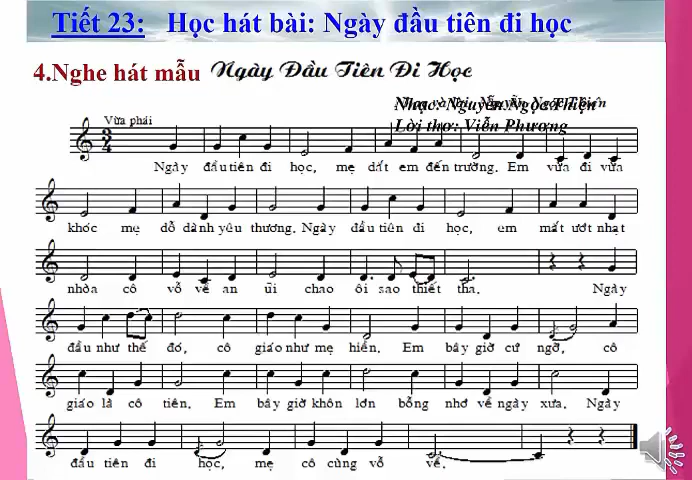 Tiết 23: Học hát bài: Ngày đầu tiên đi học
4.Nghe hát mẫu Ngày Đầu Tiên Đi Học
Nhạc: Nguyễn Ngọc Thiện
Lời thơ: Viễn Phương
Vừa phải
3
4
Ngày đầu tiên đi học, mẹ dắt em đến trường. Em vừa đi vừa
khóc mẹ dỗ dành yêu thương. Ngày đầu tiên đi học, em mắt ướt nhạt
nhòa cô vỗ về an ủi chao ôi sao thiết tha. Ngày
đầu như thế đó, cô giáo như mẹ hiền. Em bây giờ cứ ngỡ, cô
giáo là cô tiên. Em bây giờ khôn lớn bỗng nhớ về ngày xưa. Ngày
đầu tiên đi học, mẹ cô cùng vỗ về.